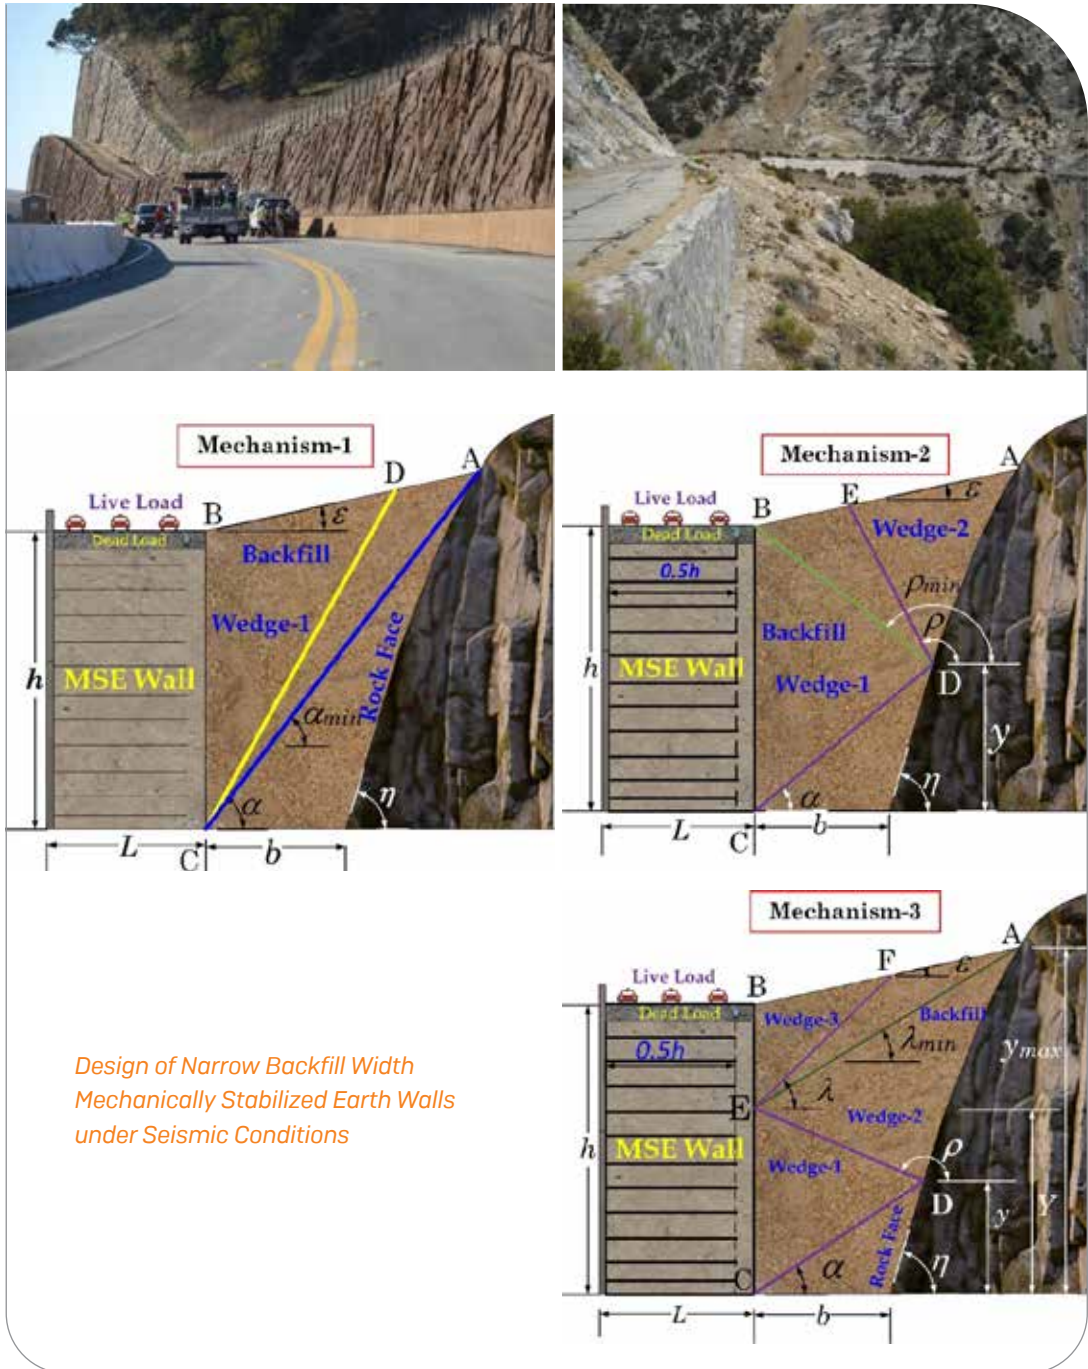 Mechanism-1
D
A
Live Load
B
ε
Dead Load
Backfill
Wedge-1
h
MSE Wall
Rock Face
αmin
α
η
L
C
b
Mechanism-2
A
E
ε
Live Load
B
Wedge-2
Dead Load
0.5h
ρmin
ρ
Backfill
h
MSE Wall
Wedge-1
D
y
α
η
L
C
b
Mechanism-3
A
F
ε
Live Load
B
Dead Load
Wedge-3
Backfill
0.5h
λmin
ymax
λ
E
Wedge-2
h
MSE Wall
Wedge-1
ρ
D
y
Y
Rock Face
C
α
η
L
b
Design of Narrow Backfill Width
Mechanically Stabilized Earth Walls
under Seismic Conditions